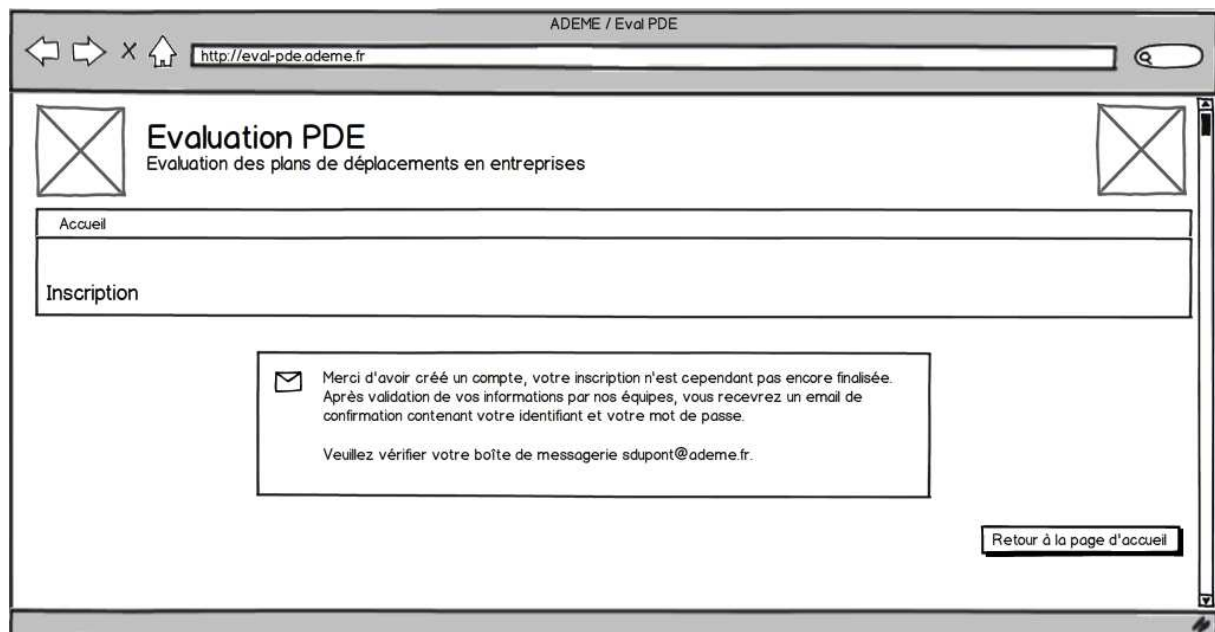 ADEME / Eval PDE
http://eval-pde.ademe.fr
Evaluation PDE
Evaluation des plans de déplacements en entreprises
Accueil
Inscription
Merci d'avoir créé un compte, votre inscription n'est cependant pas encore finalisée.
Après validation de vos informations par nos équipes, vous recevrez un email de
confirmation contenant votre identifiant et votre mot de passe.
Veuillez vérifier votre boîte de messagerie sdupont@ademe.fr.
Retour à la page d'accueil